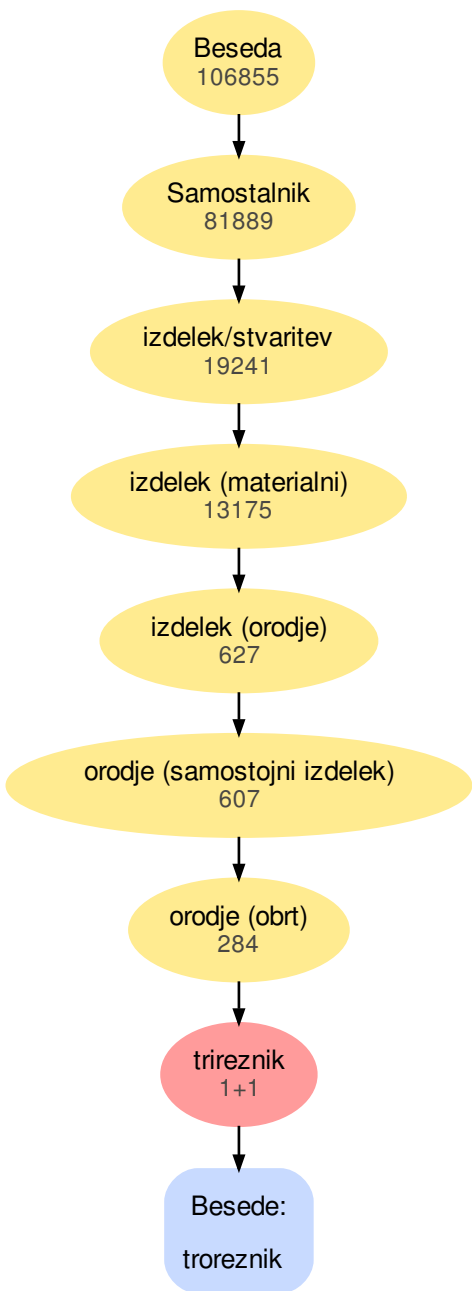 Beseda
106855
Samostalnik
81889
izdelek/stvaritev
19241
izdelek (materialni)
13175
izdelek (orodje)
627
orodje (samostojni izdelek)
607
orodje (obrt)
284
trireznik
1+1
Besede:
troreznik